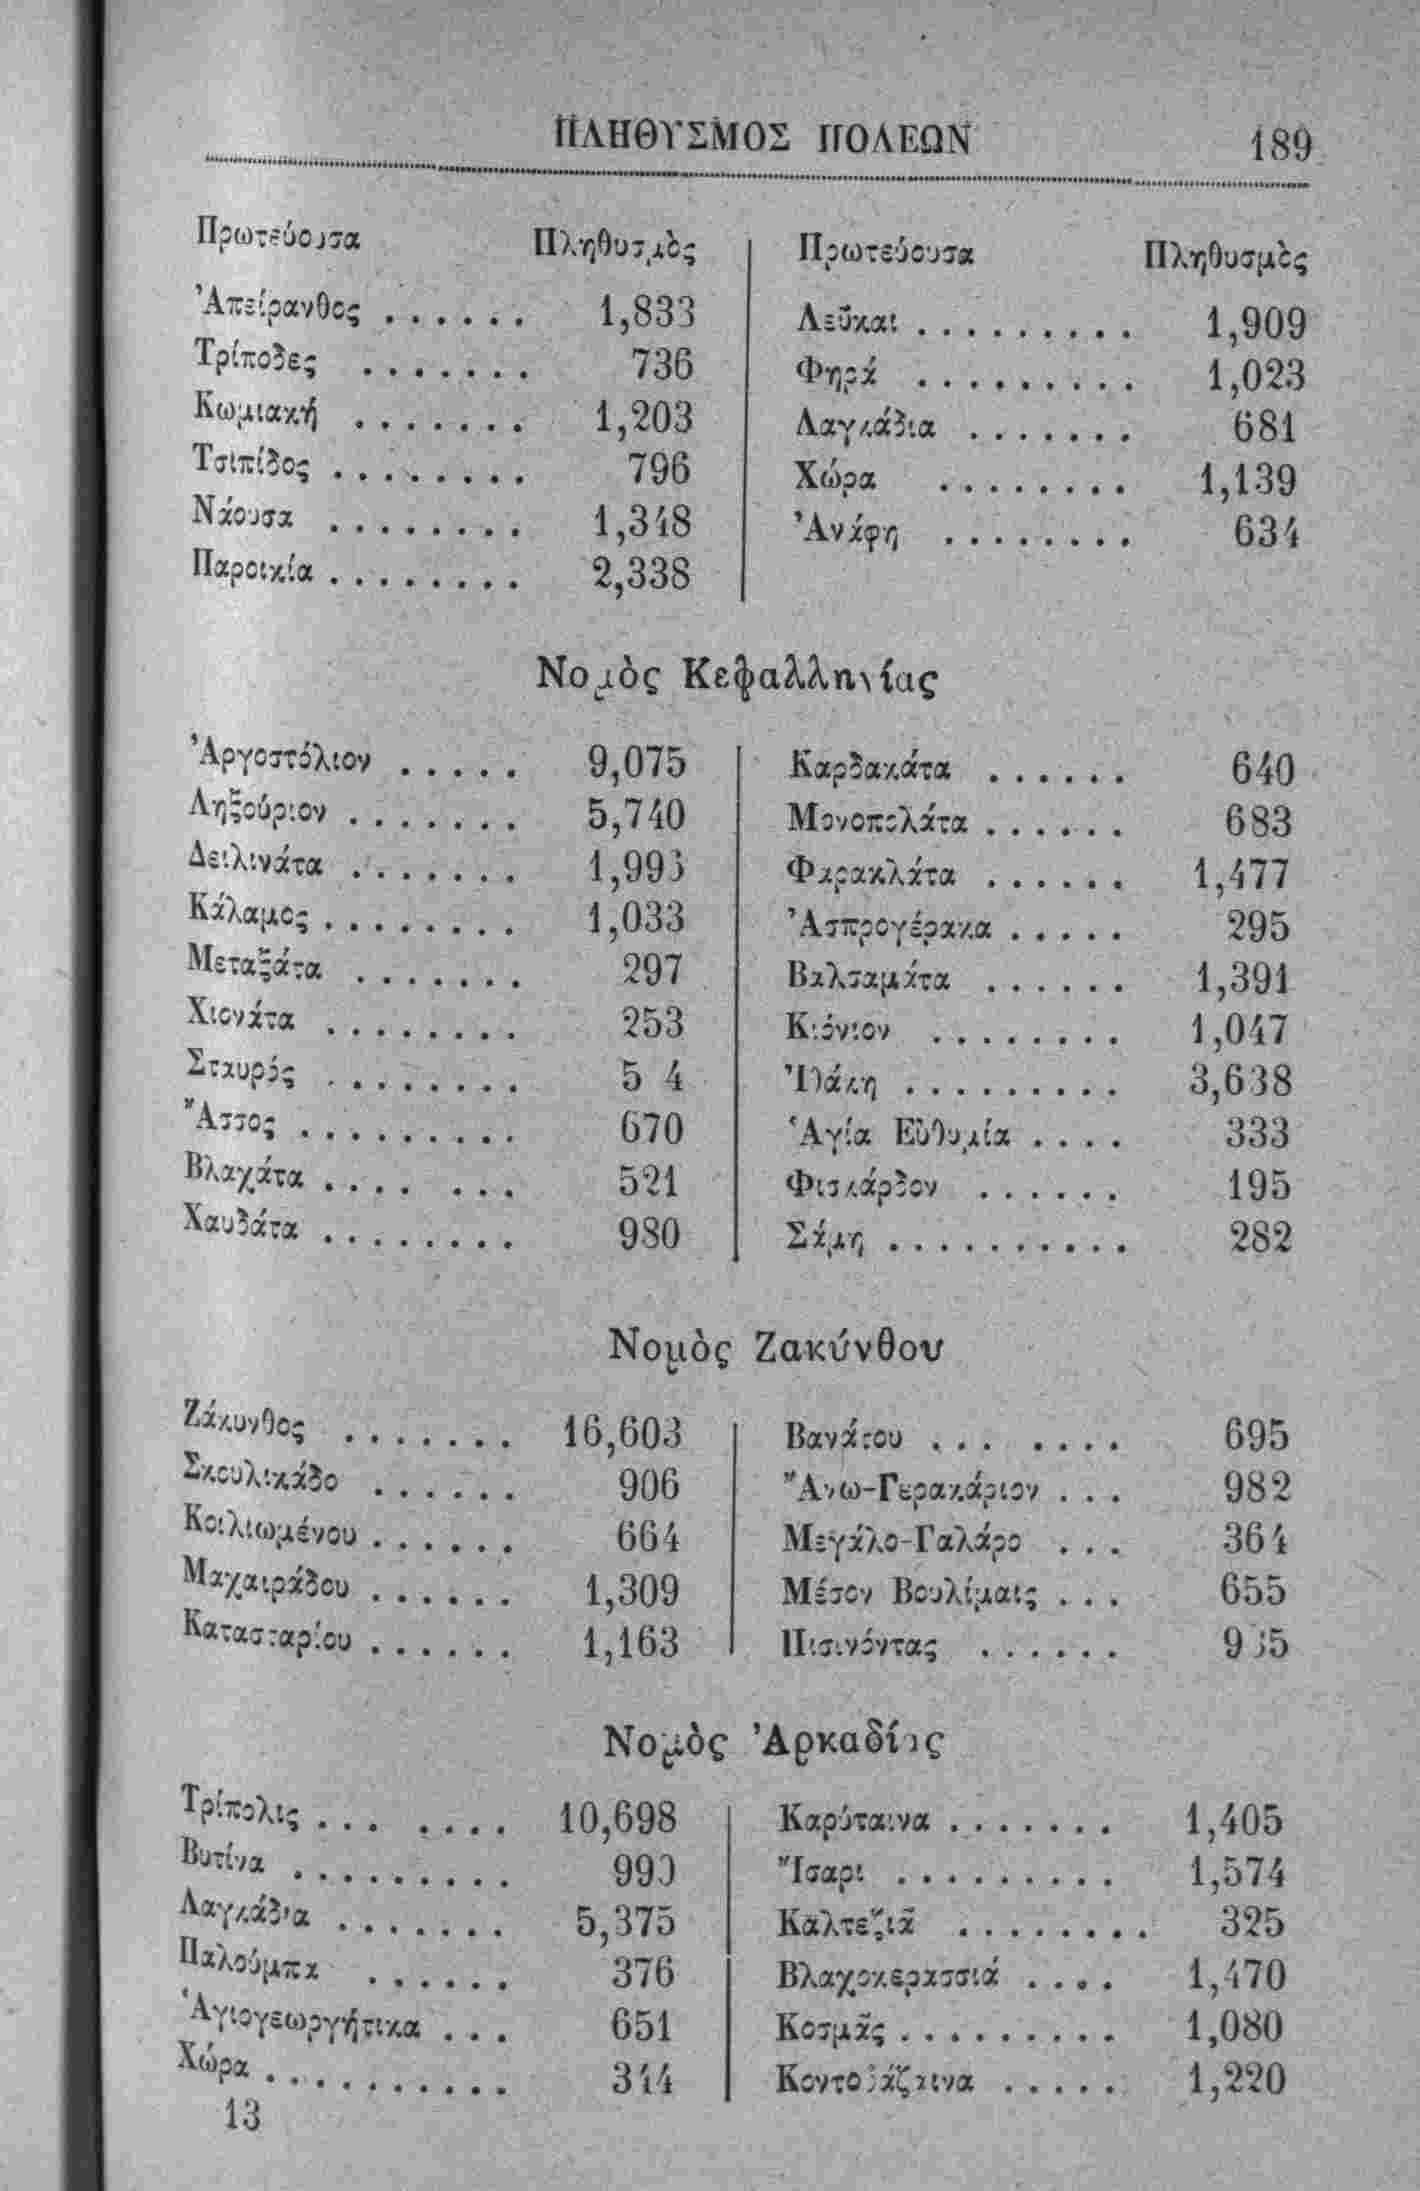 ΠΛΗΘΥΣΜΟΣ ΠΟΛΕΩΝ 189
Πρωτεύουσα Πληθυσμὸς
Ἀπείρανθος ...... 1,833
Τρίποδες ....... 736
Κωμιακή ....... 1,203
Τσιπίδος ........ 796
Νάουσα ........ 1,348
Παροικία ........ 2,338
Πρωτεύουσα Πληθυσμὸς
Λεῦκαι ......... 1,909
Φηρά ......... 1,023
Λαγκάδια ....... 681
Χώρα ........ 1,139
Ἀνάφη ........ 634
Νομὸς Κεφαλληνίας
Ἀργοστόλιον ..... 9,075
Ληξούριον ....... 5,740
Δειλινάτα ....... 1,993
Κάλαμος ........ 1,033
Μεταξάτα ....... 297
Χιονάτα ........ 253
Σταυρός ........ 5 4
Ἄσσος ......... 670
Βλαχάτα .... ... 521
Χαυδάτα ........ 980
Καρδακάτα ...... 640
Μονοπολάτα ...... 683
Φαρακλάτα ...... 1,477
Ἀσπρογέρακα ..... 295
Βαλσαμάτα ...... 1,391
Κιόνιον ........ 1,047
Ἰθάκη ......... 3,638
Ἁγία Εὐθυμία .... 333
Φισκάρδον ...... 195
Σάμη .......... 282
Νομὸς Ζακύνθου
Ζάκυνθος ....... 16,603
Σκουλικάδο ...... 906
Κοιλιωμένου ...... 664
Μαχαιράδου ...... 1,309
Κατασταρίου ...... 1,163
Βανάτου ... .... 695
Ἄνω-Γερακάριον ... 982
Μεγάλο-Γαλάρο ... 364
Μέσον Βουλίμαις ... 655
Πισινόντας ......
Νομὸς Ἀρκαδίας
Τρίπολις ... .... 10,698
Βυτίνα .........
Λαγκάδια ....... 5,375
Παλούμπα ...... 376
Ἁγιογεωργήτικα ... 651
Χώρα .......... 344
13
Καρύταινα ....... 1,405
Ἴσαρι ......... 1,574
Καλτεζιά ........ 325
Βλαχοκερασσιά .... 1,470
Κοσμᾶς ......... 1,080
Κοντοβάζαινα ..... 1,220